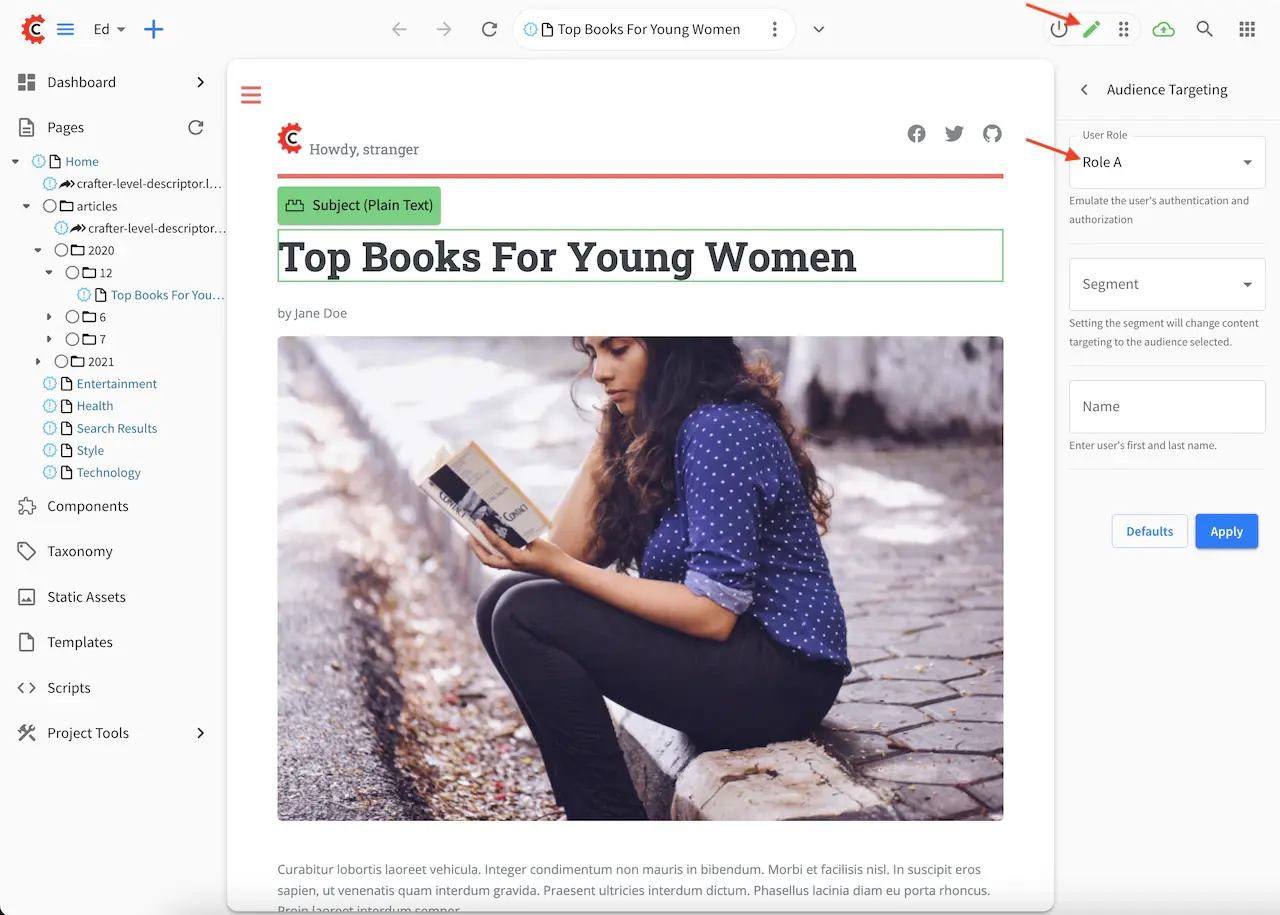 Ed
Top Books For Young Women
Dashboard
Pages
Home
crafter-level-descriptor.l...
articles
crafter-level-descriptor...
2020
12
Top Books For You...
6
7
2021
Entertainment
Health
Search Results
Style
Technology
Components
Taxonomy
Static Assets
Templates
Scripts
Project Tools
C
Howdy, stranger
Subject (Plain Text)
Top Books For Young Women
by Jane Doe
CONTACT
CONTACT
Curabitur lobortis laoreet vehicula. Integer condimentum non mauris in bibendum. Morbi et facilisis nisl. In suscipit eros
sapien, ut venenatis quam interdum gravida. Praesent ultricies interdum dictum. Phasellus lacinia diam eu porta rhoncus.
Proin laoreet interdum semper
Audience Targeting
User Role
Role A
Emulate the user's authentication and
authorization
Segment
Setting the segment will change content
targeting to the audience selected.
Name
Enter user's first and last name.
Defaults
Apply